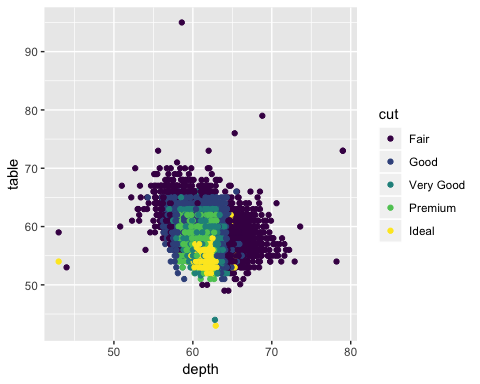 90
80
70
60
50
table
50
60
70
80
depth
cut
Fair
Good
Very Good
Premium
Ideal